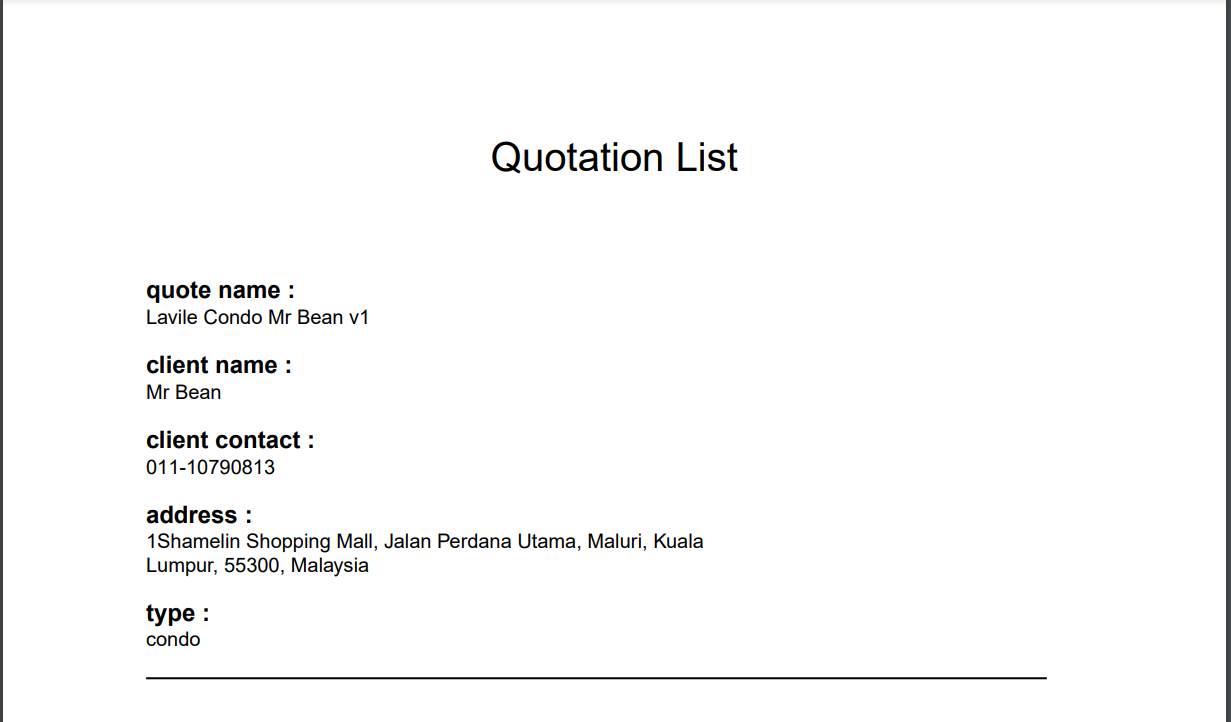 Quotation List
quote name :
Lavile Condo Mr Bean v1
client name :
Mr Bean
client contact :
011-10790813
address :
1Shamelin Shopping Mall, Jalan Perdana Utama, Maluri, Kuala
Lumpur, 55300, Malaysia
type :
condo